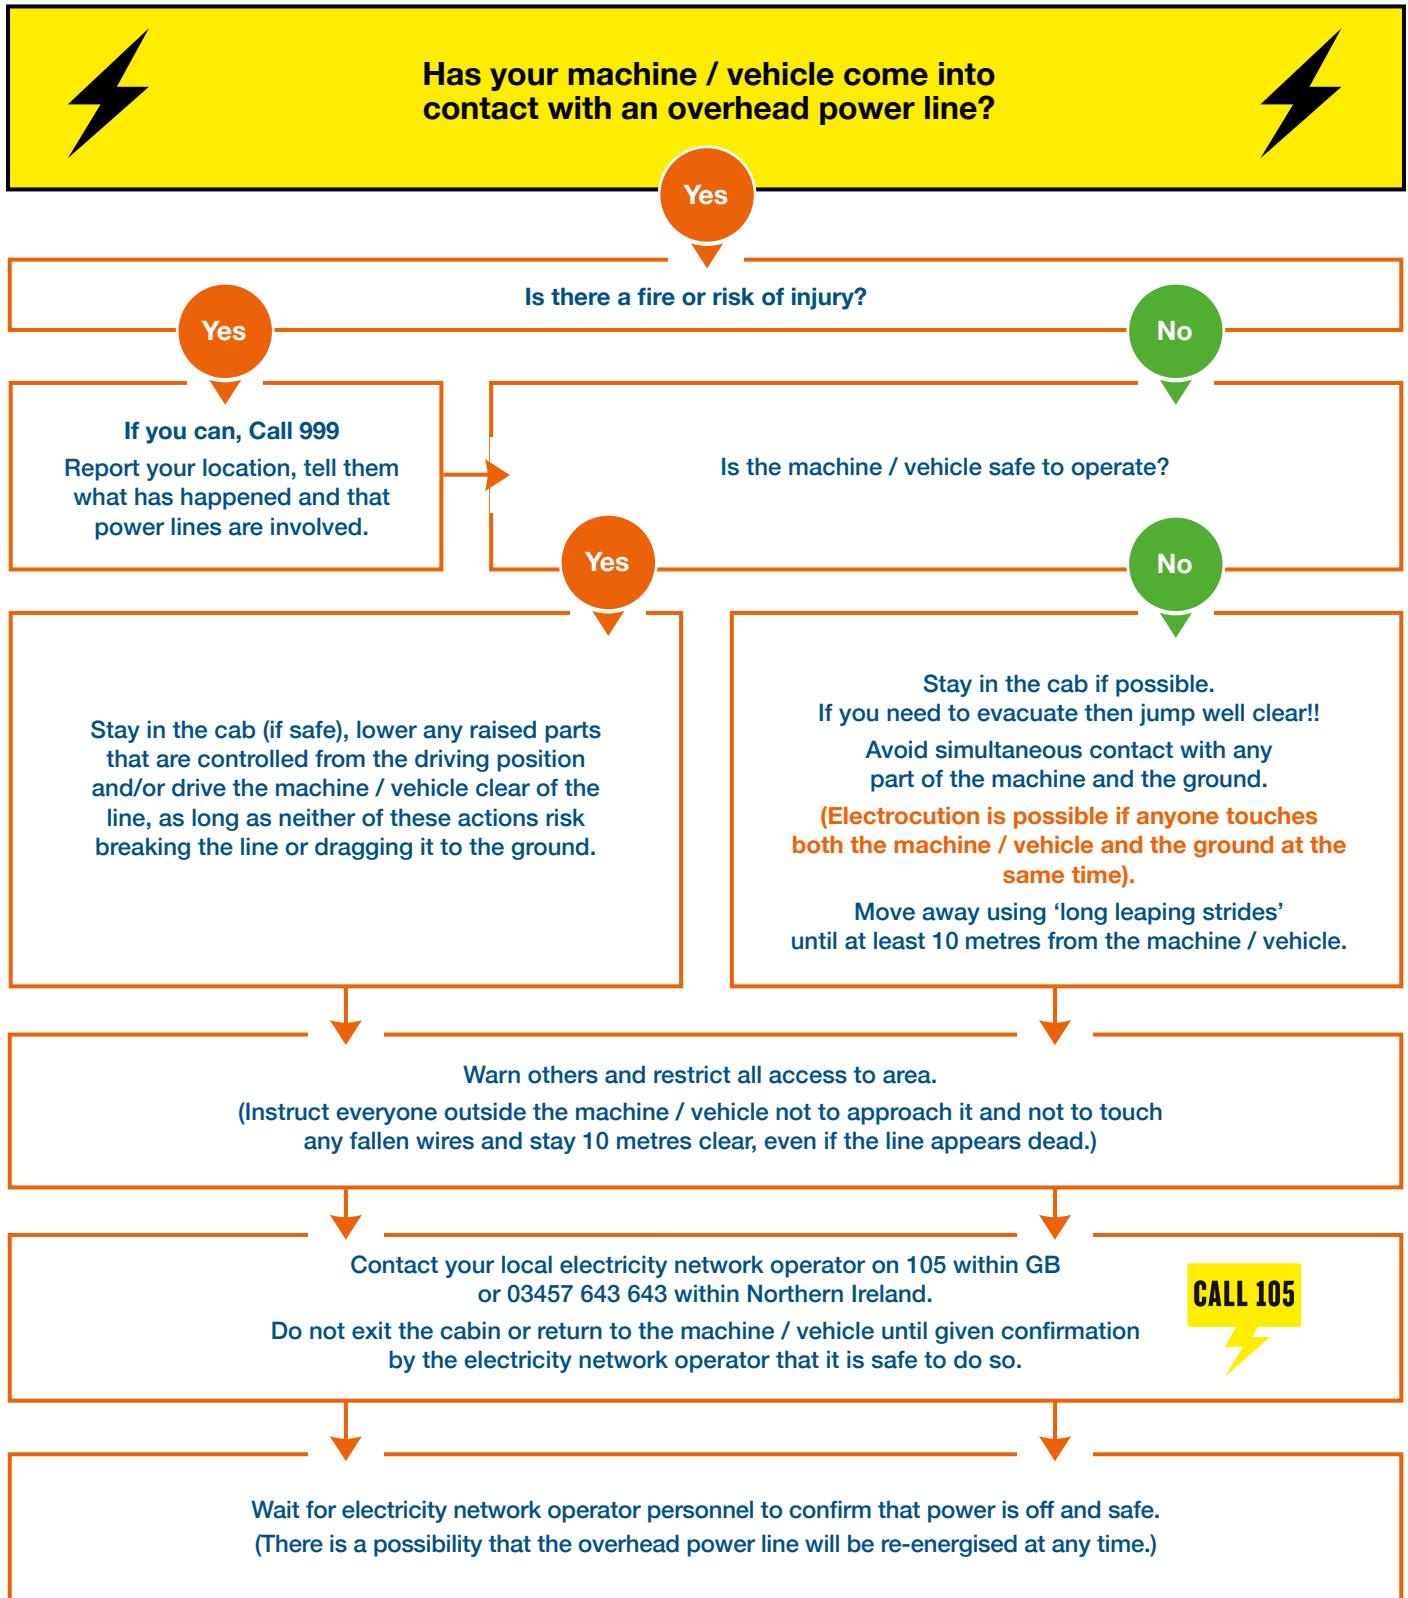 Has your machine / vehicle come into
contact with an overhead power line?
Yes
Is there a fire or risk of injury?
Yes
No
If you can, Call 999
Report your location, tell them
what has happened and that
power lines are involved.
Is the machine / vehicle safe to operate?
Yes
No
Stay in the cab (if safe), lower any raised parts
that are controlled from the driving position
and/or drive the machine / vehicle clear of the
line, as long as neither of these actions risk
breaking the line or dragging it to the ground.
Stay in the cab if possible.
If you need to evacuate then jump well clear!!
Avoid simultaneous contact with any
part of the machine and the ground.
(Electrocution is possible if anyone touches
both the machine / vehicle and the ground at the
same time).
Move away using ‘long leaping strides’
until at least 10 metres from the machine / vehicle.
Warn others and restrict all access to area.
(Instruct everyone outside the machine / vehicle not to approach it and not to touch
any fallen wires and stay 10 metres clear, even if the line appears dead.)
Contact your local electricity network operator on 105 within GB
or 03457 643 643 within Northern Ireland.
Do not exit the cabin or return to the machine / vehicle until given confirmation
by the electricity network operator that it is safe to do so.
CALL 105
Wait for electricity network operator personnel to confirm that power is off and safe.
(There is a possibility that the overhead power line will be re-energised at any time.)